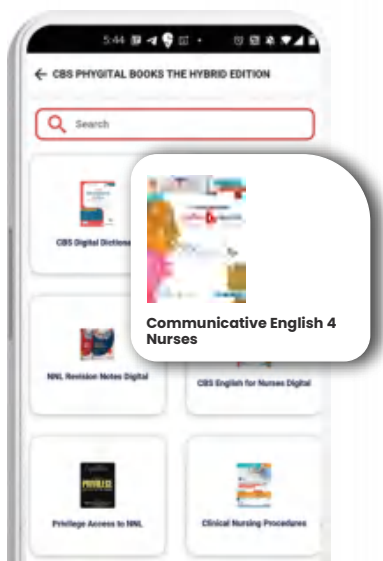 5:44
CBS PHYGITAL BOOKS THE HYBRID EDITION
Search
CBS Digital
Communicative English 4
Nurses
NNL Revision Notes Digital
CBS English for Nurses Digital
PRIVILEGE
Privilege Access to NNL
Clinical Nursing Procedures